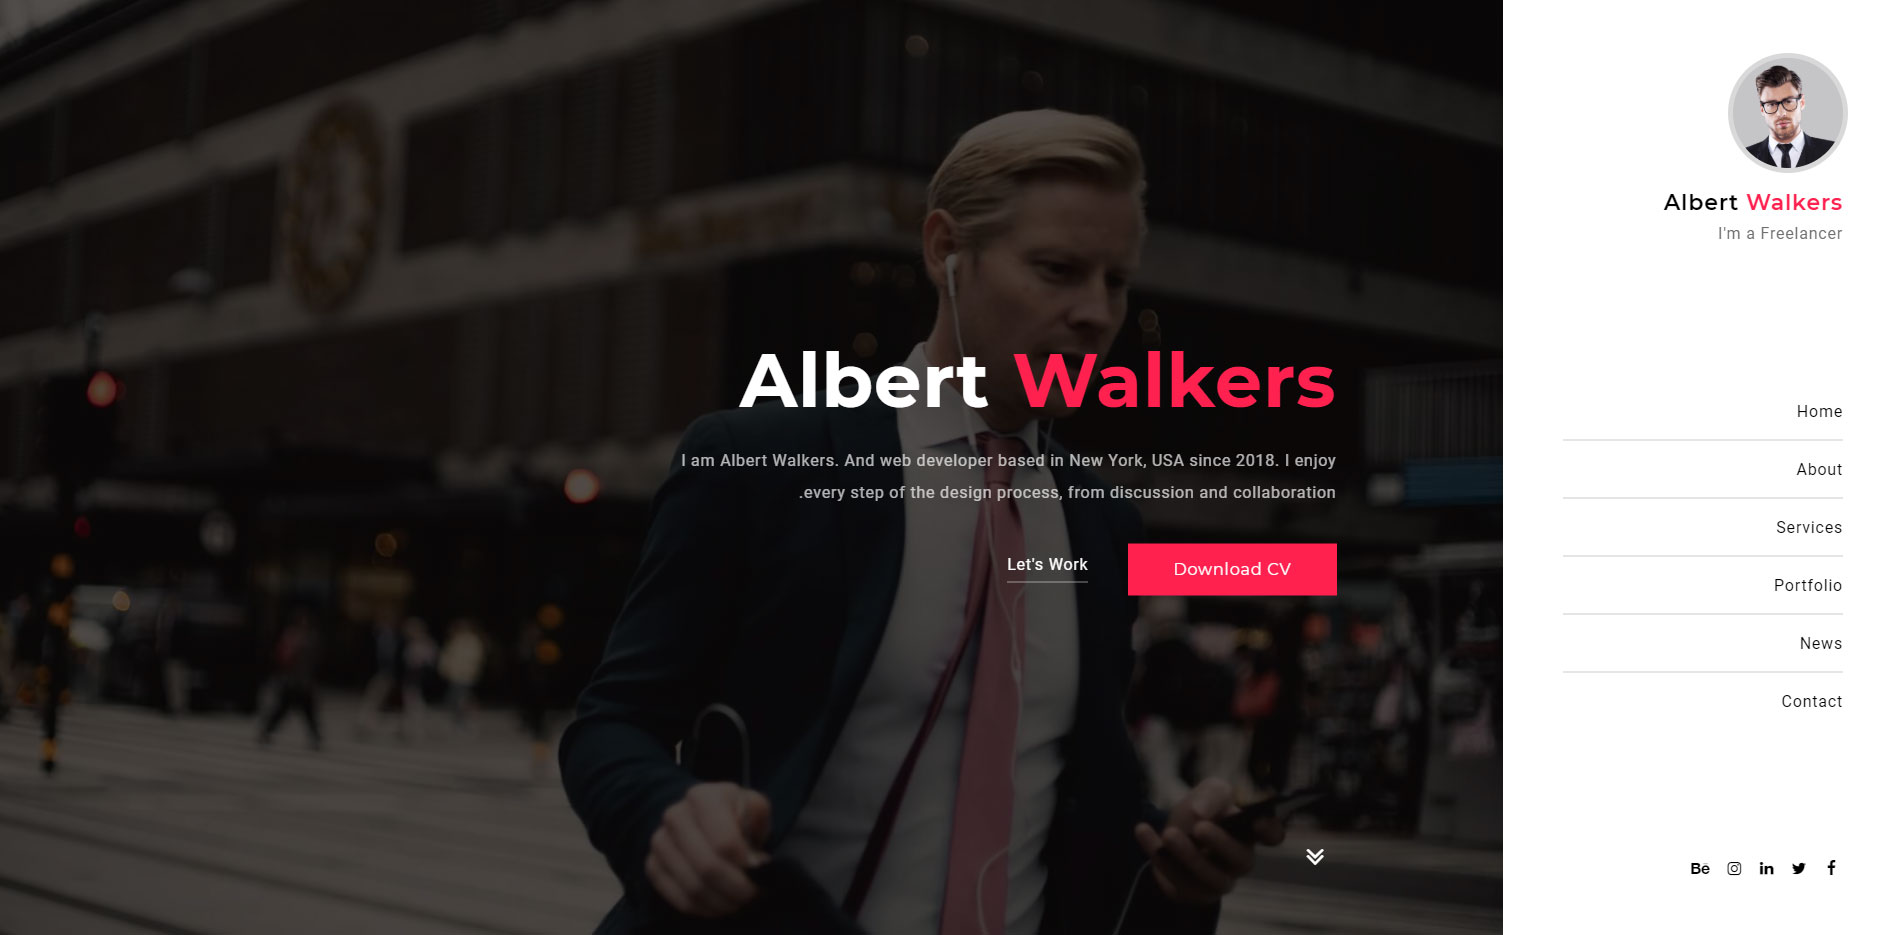 Albert Walkers
I am Albert Walkers. And web developer based in New York, USA since 2018. I enjoy
.every step of the design process, from discussion and collaboration
Let's Work
Download CV
Albert Walkers
I'm a Freelancer
Home
About
Services
Portfolio
News
Contact
Bē